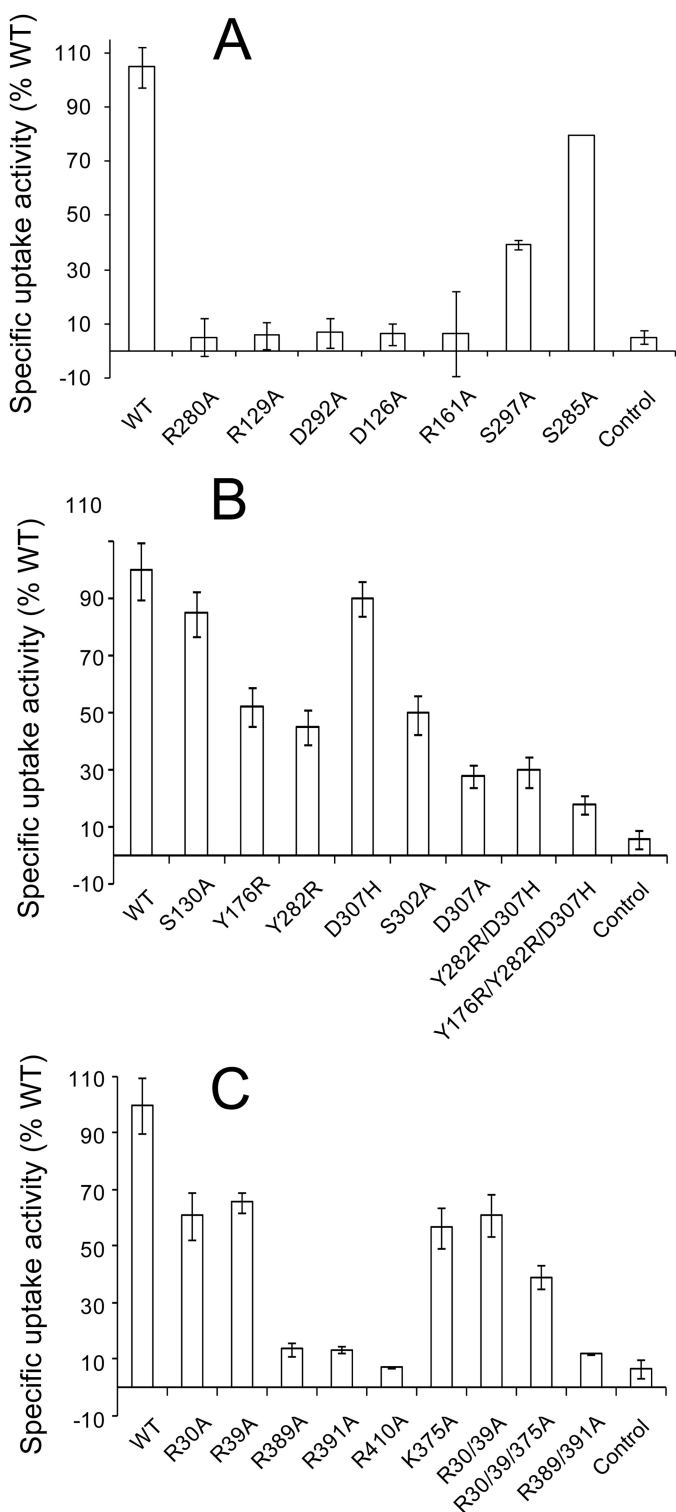 A
Specific uptake activity (% WT)
110
90
70
50
30
10
-10
WT R280A R129A D292A D126A R161A S297A S285A Control
B
Specific uptake activity (% WT)
110
90
70
50
30
10
-10
WT S130A Y176R Y282R D307H S302A D307A Y282R/D307H Y176R/Y282R/D307H Control
C
Specific uptake activity (% WT)
110
90
70
50
30
10
-10
WT R30A R39A R389A R391A R410A K375A R30/39A R30/39/375A R389/391A Control